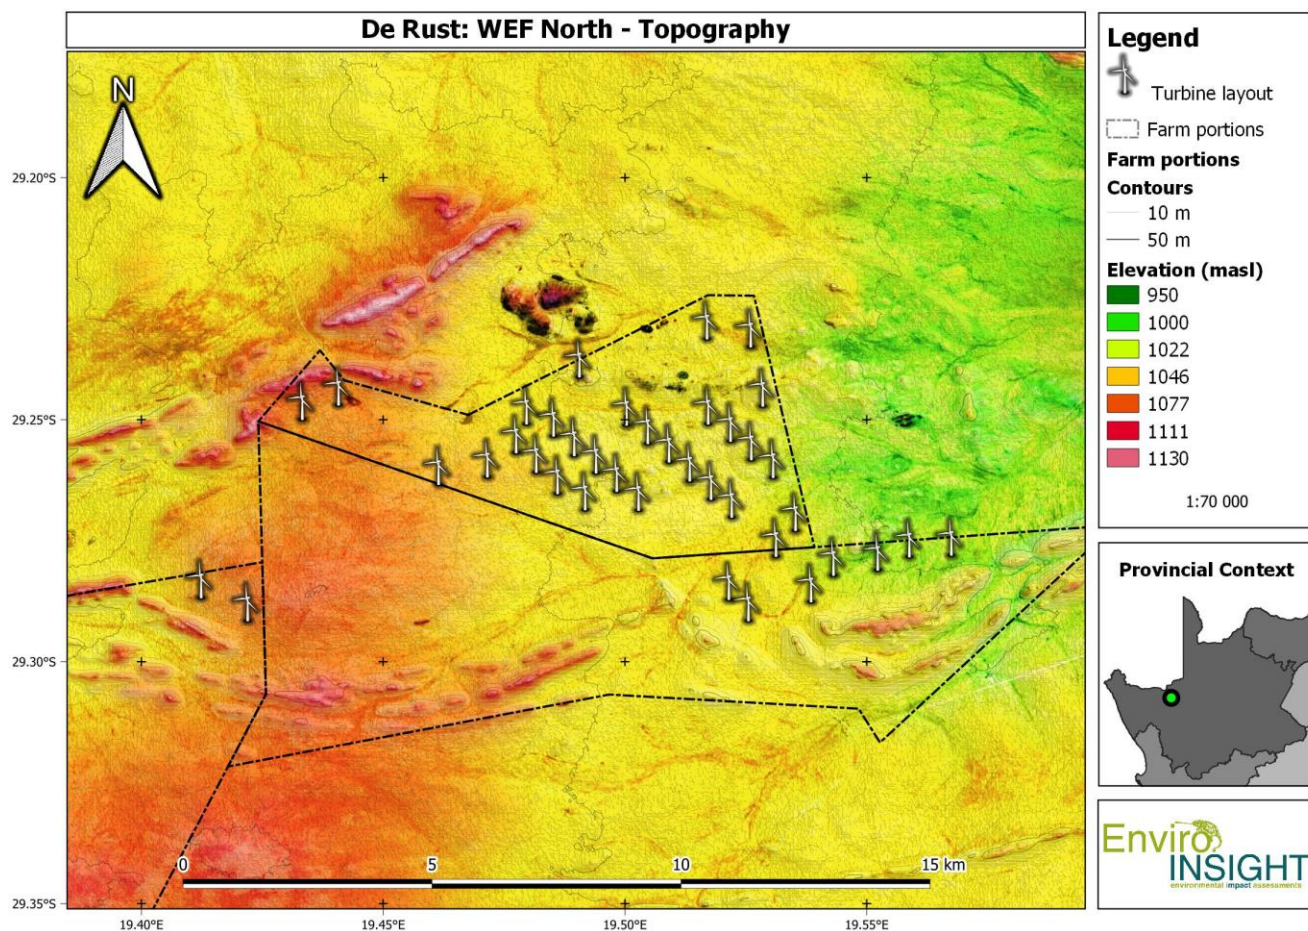 De Rust: WEF North - Topography
N
29.20°S
29.25°S
29.30°S
29.35°S
19.40°E
19.45°E
19.50°E
19.55°E
0
5
10
15 km
Legend
Turbine layout
Farm portions
Farm portions
Contours
10 m
50 m
Elevation (masl)
950
1000
1022
1046
1077
1111
1130
1:70 000
Provincial Context
Enviro
INSIGHT
environmental impact assessments